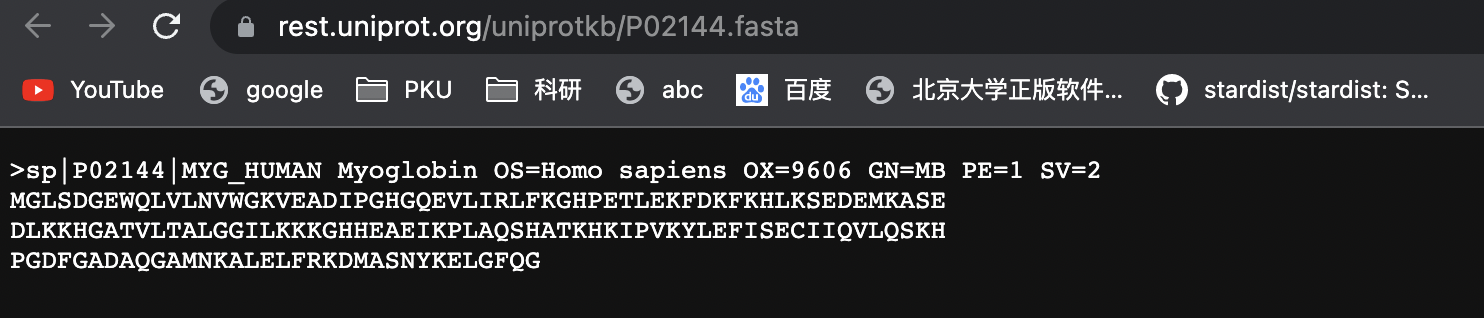 rest.uniprot.org/uniprotkb/P02144.fasta
YouTube google PKU 科研 abc du 百度 北京大学正版软件... stardist/stardist: S...
>sp|P02144|MYG_HUMAN Myoglobin OS=Homo sapiens OX=9606 GN=MB PE=1 SV=2
MGLSDGEWQLVLNVWGKVEADIPGHGQEVLIRLFKGHPETLEKFDKFKHLKSEDEMKASE
DLKKHGATVLTALGGILKKKGHHEAEIKPLAQSHATKHKIPVKYLEFISECIIQVLQSKH
PGDFGADAQGAMNKALELFRKDMASNYKELGFQG